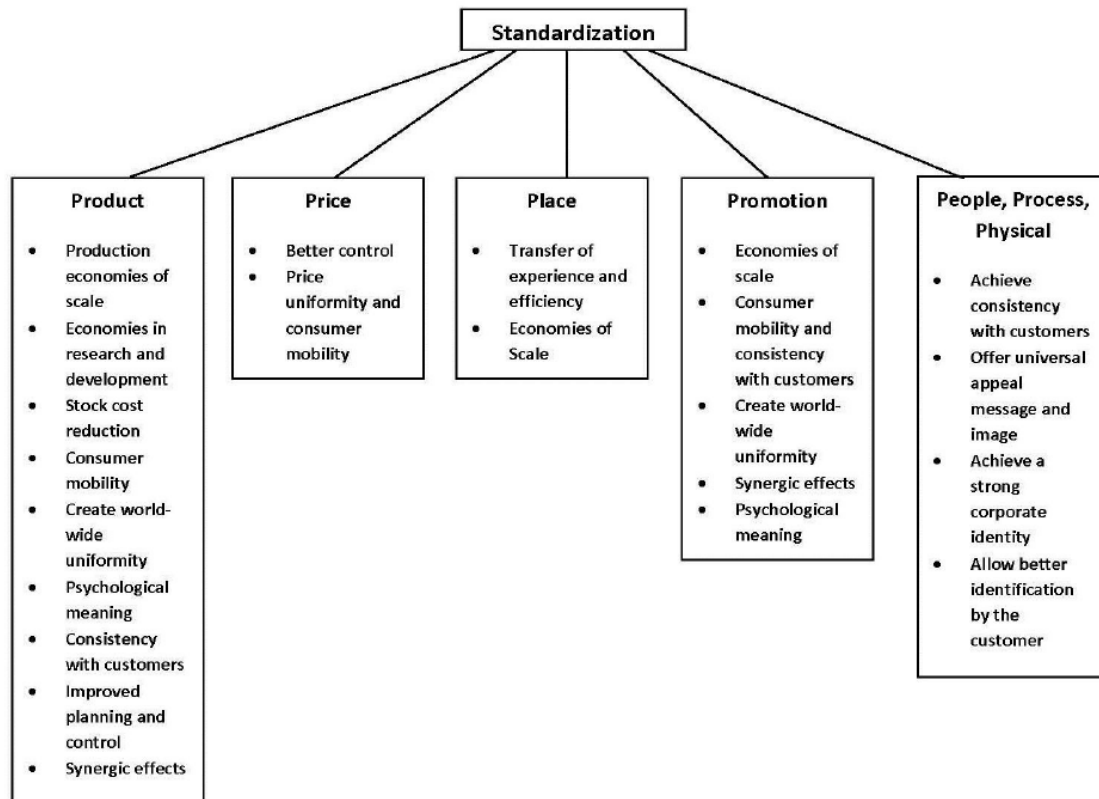 Standardization
Product
• Production
economies of
scale
• Economies in
research and
development
• Stock cost
reduction
• Consumer
mobility
• Create world-
wide
uniformity
• Psychological
meaning
• Consistency
with customers
• Improved
planning and
control
• Synergic effects
Price
• Better control
• Price
uniformity and
consumer
mobility
Place
• Transfer of
experience and
efficiency
• Economies of
Scale
Promotion
• Economies of
scale
• Consumer
mobility and
consistency
with customers
• Create world-
wide
uniformity
• Synergic effects
• Psychological
meaning
People, Process,
Physical
• Achieve
consistency
with customers
• Offer universal
appeal
message and
image
• Achieve a
strong
corporate
identity
• Allow better
identification
by the
customer